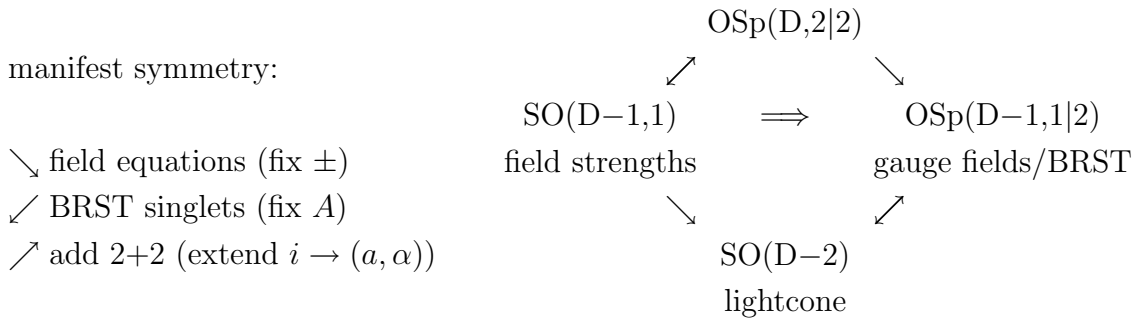 OSp(D,2|2)
manifest symmetry:
SO(D−1,1) ⟹ OSp(D−1,1|2)
↘ field equations (fix ±)
field strengths
gauge fields/BRST
↙ BRST singlets (fix A)
↗ add 2+2 (extend i → (a, α))
SO(D−2)
lightcone